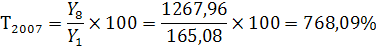 T₂₀₀₇ = Y₈/Y₁ × 100 = 1267,96/165,08 × 100 = 768,09%